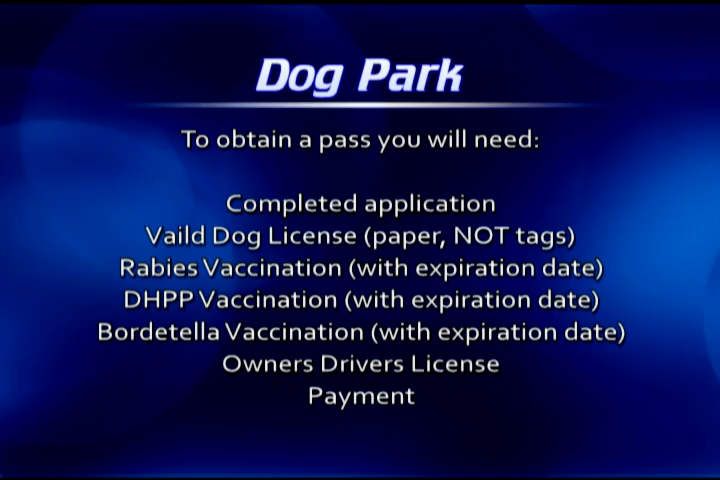 Dog Park
To obtain a pass you will need:
Completed application
Vaild Dog License (paper, NOT tags)
Rabies Vaccination (with expiration date)
DHPP Vaccination (with expiration date)
Bordetella Vaccination (with expiration date)
Owners Drivers License
Payment